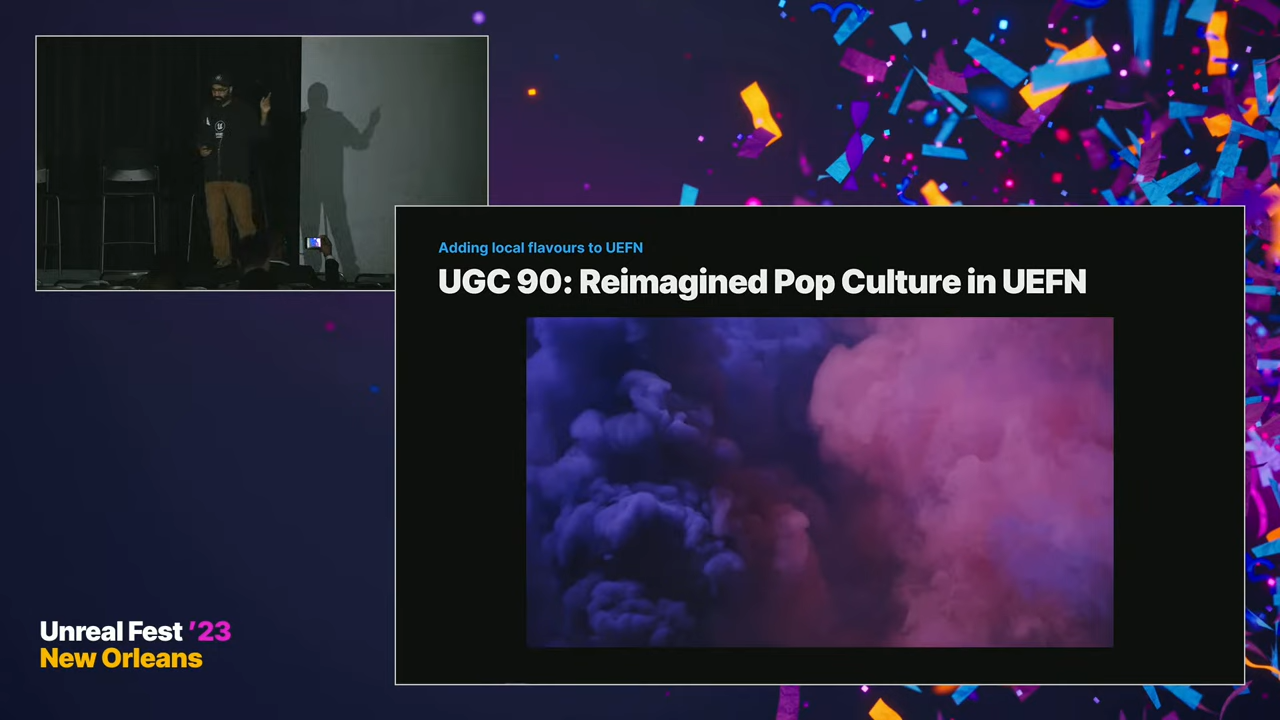 Adding local flavours to UEFN
UGC 90: Reimagined Pop Culture in UEFN
Unreal Fest ’23
New Orleans